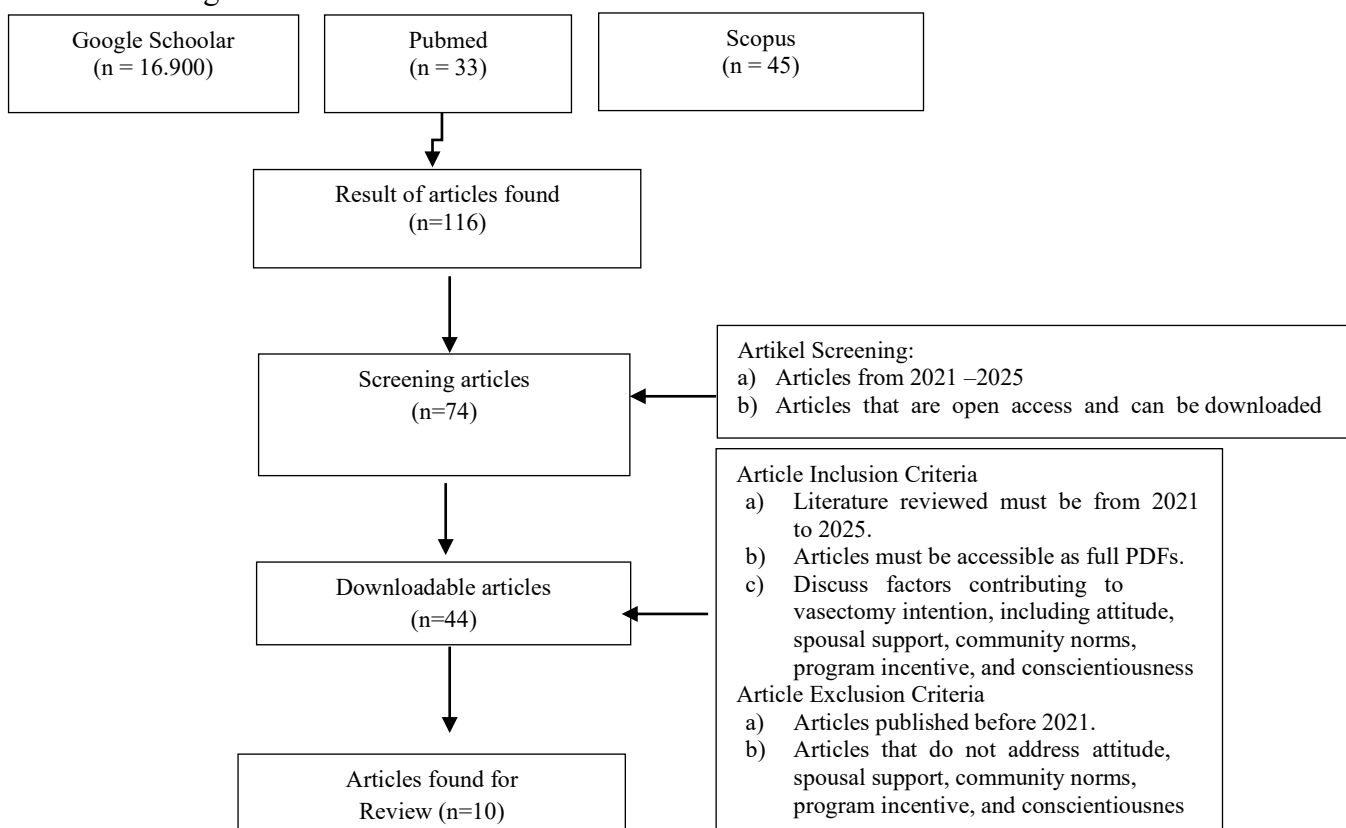 Google Schoolar
(n = 16.900)
Pubmed
(n = 33)
Scopus
(n = 45)
Result of articles found
(n=116)
Screening articles
(n=74)
Artikel Screening:
a) Articles from 2021 –2025
b) Articles that are open access and can be downloaded
Downloadable articles
(n=44)
Article Inclusion Criteria
a) Literature reviewed must be from 2021
to 2025.
b) Articles must be accessible as full PDFs.
c) Discuss factors contributing to
vasectomy intention, including attitude,
spousal support, community norms,
program incentive, and conscientiousness
Article Exclusion Criteria
a) Articles published before 2021.
b) Articles that do not address attitude,
spousal support, community norms,
program incentive, and conscientiousnes
Articles found for
Review (n=10)